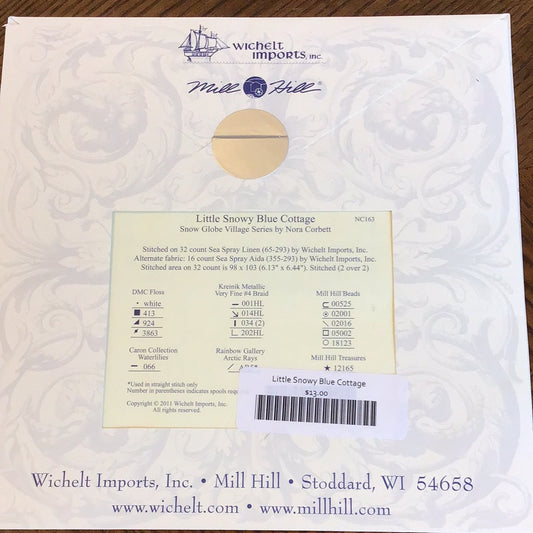 wichelt
imports, inc.
Mill Hill®
Little Snowy Blue Cottage NC163
Snow Globe Village Series by Nora Corbett
Stitched on 32 count Sea Spray Linen (65-293) by Wichelt Imports, Inc.
Alternate fabric: 16 count Sea Spray Aida (355-293) by Wichelt Imports, Inc.
Stitched area on 32 count is 98 x 103 (6.13" x 6.44"). Stitched (2 over 2)
DMC Floss
white
413
924
3863
Kreinik Metallic
Very Fine #4 Braid
001HL
014HL
034 (2)
202HL
Mill Hill Beads
00525
02001
02016
05002
18123
Caron Collection
Waterlilies
066
Rainbow Gallery
Arctic Rays
Mill Hill Treasures
12165
*Used in straight stitch only
Number in parentheses indicates spools
Copyright © 2011 Wichelt Imports, Inc.
All rights reserved.
Little Snowy Blue Cottage
$13.00
Wichelt Imports, Inc. • Mill Hill • Stoddard, WI 54658
www.wichelt.com • www.millhill.com